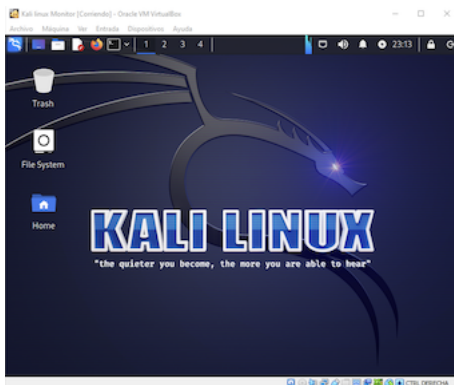 Kali linux Monitor [Corriendo] - Oracle VM VirtualBox
Archivo Máquina Ver Entrada Dispositivos Ayuda
1 2 3 4
23:13
Trash
File System
Home
KALI LINUX
"the quieter you become, the more you are able to hear"
CTRL DERECHA